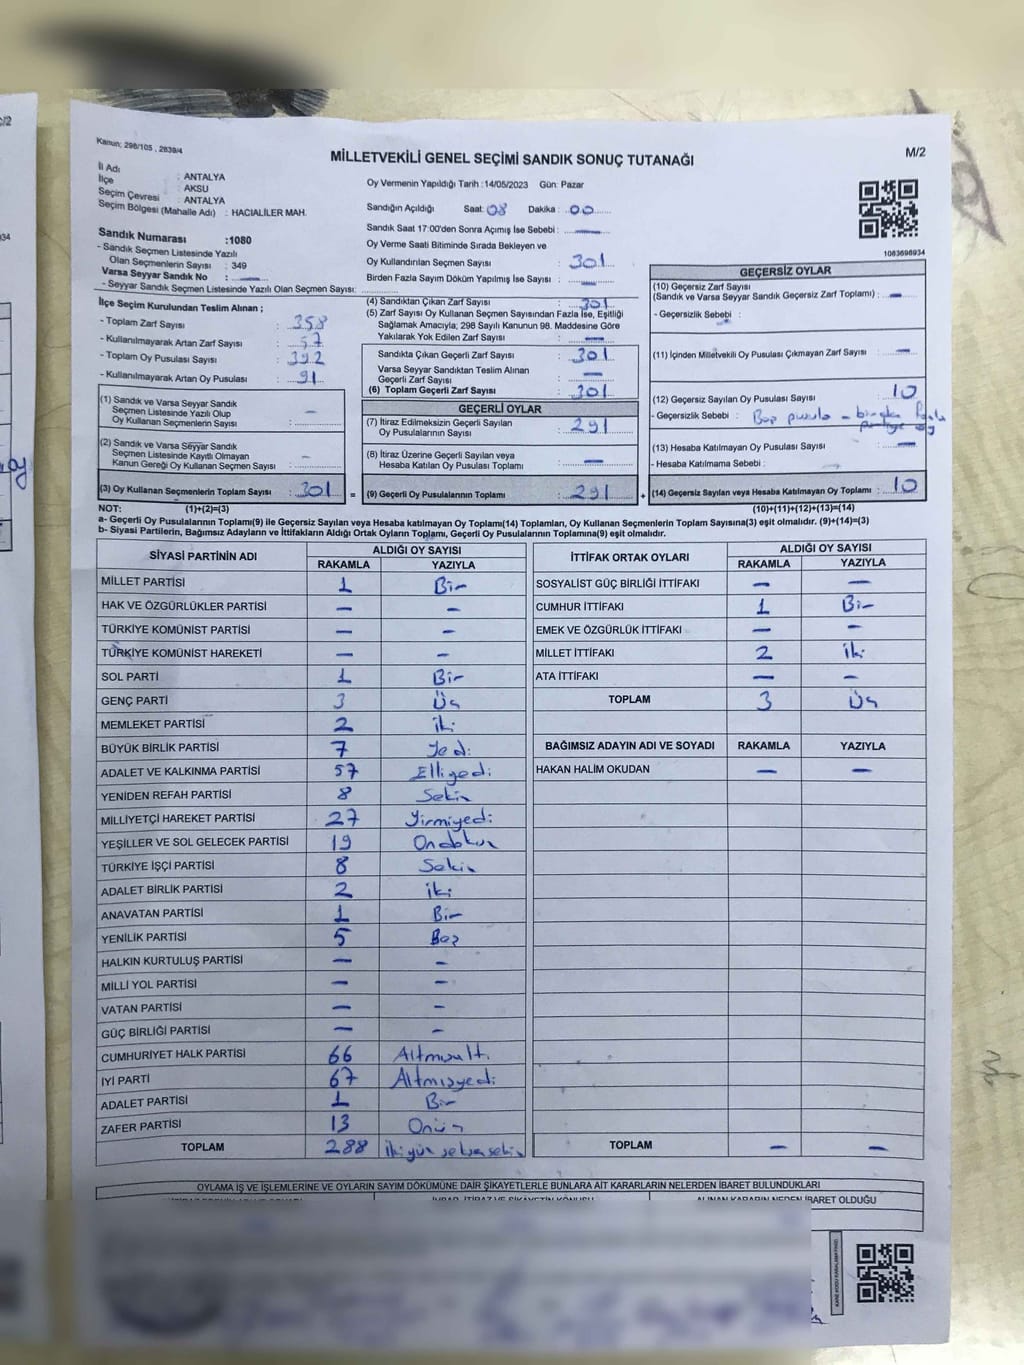 Kanun; 298/105 , 2839/4
MİLLETVEKİLİ GENEL SEÇİMİ SANDIK SONUÇ TUTANAĞI
M/2
İl Adı : ANTALYA
İlçe : AKSU
Seçim Çevresi : ANTALYA
Seçim Bölgesi (Mahalle Adı) : HACIALİLER MAH.
Sandık Numarası :1080
- Sandık Seçmen Listesinde Yazılı
Olan Seçmenlerin Sayısı : 349
Varsa Seyyar Sandık No : —
- Seyyar Sandık Seçmen Listesinde Yazılı Olan Seçmen Sayısı:
Oy Vermenin Yapıldığı Tarih :14/05/2023 Gün: Pazar
Sandığın Açıldığı Saat: 08 Dakika : 00
Sandık Saat 17:00'den Sonra Açımış İse Sebebi : —
Oy Verme Saati Bitiminde Sırada Bekleyen ve
Oy Kullandırılan Seçmen Sayısı : 301
Birden Fazla Sayım Döküm Yapılmış İse Sayısı : —
1083698934
İlçe Seçim Kurulundan Teslim Alınan ;
- Toplam Zarf Sayısı : 358
- Kullanılmayarak Artan Zarf Sayısı : 57
- Toplam Oy Pusulası Sayısı : 392
- Kullanılmayarak Artan Oy Pusulası : 91
(1) Sandık ve Varsa Seyyar Sandık
Seçmen Listesinde Yazılı Olup
Oy Kullanan Seçmenlerin Sayısı : —
(2) Sandık ve Varsa Seyyar Sandık
Seçmen Listesinde Kayıtlı Olmayan
Kanun Gereği Oy Kullanan Seçmen Sayısı : —
(3) Oy Kullanan Seçmenlerin Toplam Sayısı : 301 =
(4) Sandıktan Çıkan Zarf Sayısı : 301
(5) Zarf Sayısı Oy Kullanan Seçmen Sayısından Fazla İse, Eşitliği
Sağlamak Amacıyla; 298 Sayılı Kanunun 98. Maddesine Göre
Yakılarak Yok Edilen Zarf Sayısı : —
Sandıkta Çıkan Geçerli Zarf Sayısı : 301
Varsa Seyyar Sandıktan Teslim Alınan
Geçerli Zarf Sayısı : —
(6) Toplam Geçerli Zarf Sayısı : 301
GEÇERLİ OYLAR
(7) İtiraz Edilmeksizin Geçerli Sayılan
Oy Pusulalarının Sayısı : 291
(8) İtiraz Üzerine Geçerli Sayılan veya
Hesaba Katılan Oy Pusulası Toplamı : —
(9) Geçerli Oy Pusulalarının Toplamı : 291 +
GEÇERSİZ OYLAR
(10) Geçersiz Zarf Sayısı
(Sandık ve Varsa Seyyar Sandık Geçersiz Zarf Toplamı) : —
- Geçersizlik Sebebi :
(11) İçinden Milletvekili Oy Pusulası Çıkmayan Zarf Sayısı : —
(12) Geçersiz Sayılan Oy Pusulası Sayısı : 10
- Geçersizlik Sebebi : Boş pusula - birden fazla
partiye oy
(13) Hesaba Katılmayan Oy Pusulası Sayısı : —
- Hesaba Katılmama Sebebi :
(14) Geçersiz Sayılan veya Hesaba Katılmayan Oy Toplamı : 10
NOT: (1)+(2)=(3) (10)+(11)+(12)+(13)=(14)
a- Geçerli Oy Pusulalarının Toplamı(9) ile Geçersiz Sayılan veya Hesaba katılmayan Oy Toplamı(14) Toplamları, Oy Kullanan Seçmenlerin Toplam Sayısına(3) eşit olmalıdır. (9)+(14)=(3)
b- Siyasi Partilerin, Bağımsız Adayların ve İttifakların Aldığı Ortak Oyların Toplamı, Geçerli Oy Pusulalarının Toplamına(9) eşit olmalıdır.
SİYASİ PARTİNİN ADI ALDIĞI OY SAYISI
RAKAMLA YAZIYLA
MİLLET PARTİSİ 1 Bir
HAK VE ÖZGÜRLÜKLER PARTİSİ — —
TÜRKİYE KOMÜNİST PARTİSİ — —
TÜRKİYE KOMÜNİST HAREKETİ — —
SOL PARTİ 1 Bir
GENÇ PARTİ 3 Üç
MEMLEKET PARTİSİ 2 iki
BÜYÜK BİRLİK PARTİSİ 7 Yedi
ADALET VE KALKINMA PARTİSİ 57 Elliyedi
YENİDEN REFAH PARTİSİ 8 Sekiz
MİLLİYETÇİ HAREKET PARTİSİ 27 Yirmiyedi
YEŞİLLER VE SOL GELECEK PARTİSİ 19 Ondokuz
TÜRKİYE İŞÇİ PARTİSİ 8 Sekiz
ADALET BİRLİK PARTİSİ 2 iki
ANAVATAN PARTİSİ 1 Bir
YENİLİK PARTİSİ 5 Beş
HALKIN KURTULUŞ PARTİSİ — —
MİLLİ YOL PARTİSİ — —
VATAN PARTİSİ — —
GÜÇ BİRLİĞİ PARTİSİ — —
CUMHURİYET HALK PARTİSİ 66 Altmışaltı
İYİ PARTİ 67 Altmışyedi
ADALET PARTİSİ 1 Bir
ZAFER PARTİSİ 13 Onüç
TOPLAM 288 ikiyüz seksensekiz
İTTİFAK ORTAK OYLARI ALDIĞI OY SAYISI
RAKAMLA YAZIYLA
SOSYALİST GÜÇ BİRLİĞİ İTTİFAKI — —
CUMHUR İTTİFAKI 1 Bir
EMEK VE ÖZGÜRLÜK İTTİFAKI — —
MİLLET İTTİFAKI 2 iki
ATA İTTİFAKI — —
TOPLAM 3 Üç
BAĞIMSIZ ADAYIN ADI VE SOYADI RAKAMLA YAZIYLA
HAKAN HALİM OKUDAN — —
TOPLAM — —
OYLAMA İŞ VE İŞLEMLERİNE VE OYLARIN SAYIM DÖKÜMÜNE DAİR ŞİKAYETLERLE BUNLARA AİT KARARLARIN NELERDEN İBARET BULUNDUKLARI
İHBAR, İTİRAZ VE ŞİKAYETİN KONUSU ALINAN KARARIN NEDEN İBARET OLDUĞU